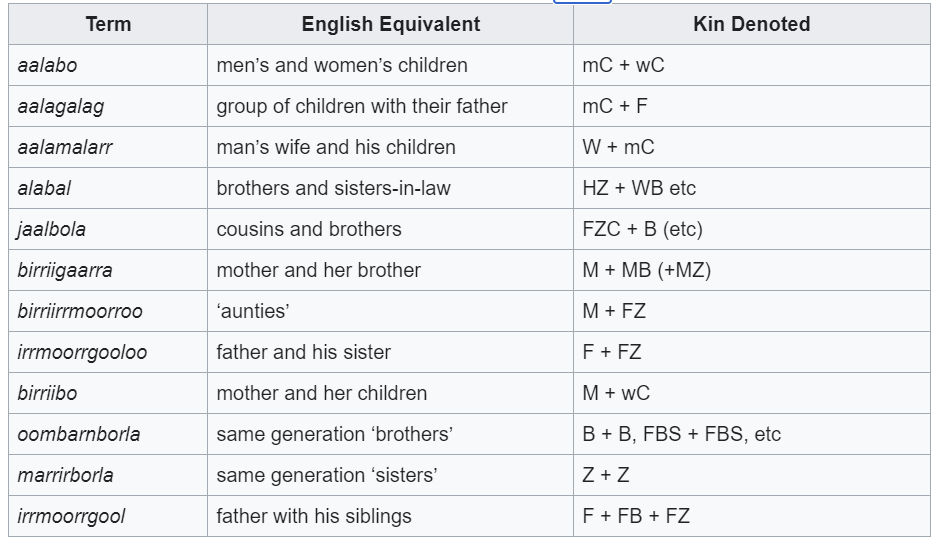 Term English Equivalent Kin Denoted
aalabo men’s and women’s children mC + wC
aalagalag group of children with their father mC + F
aalamalarr man’s wife and his children W + mC
alabal brothers and sisters-in-law HZ + WB etc
jaalbola cousins and brothers FZC + B (etc)
birriigaarra mother and her brother M + MB (+MZ)
birriirrmoorroo ‘aunties’ M + FZ
irrmoorrgooloo father and his sister F + FZ
birriibo mother and her children M + wC
oombarnborla same generation ‘brothers’ B + B, FBS + FBS, etc
marrirborla same generation ‘sisters’ Z + Z
irrmoorrgool father with his siblings F + FB + FZ